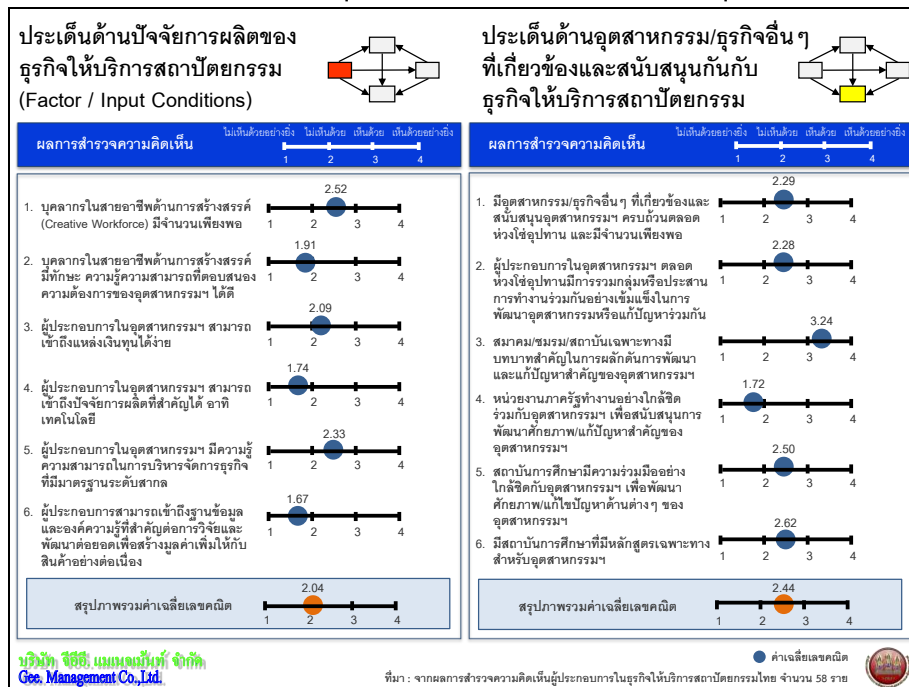 ประเด็นด้านปัจจัยการผลิตของ
ธุรกิจให้บริการสถาปัตยกรรม
(Factor / Input Conditions)
ผลการสำรวจความคิดเห็น
ไม่เห็นด้วยอย่างยิ่ง ไม่เห็นด้วย เห็นด้วย เห็นด้วยอย่างยิ่ง
1 2 3 4
2.52
1. บุคลากรในสายอาชีพด้านการสร้างสรรค์
(Creative Workforce) มีจำนวนเพียงพอ
1 2 3 4
1.91
2. บุคลากรในสายอาชีพด้านการสร้างสรรค์
มีทักษะ ความรู้ความสามารถที่ตอบสนอง
ความต้องการของอุตสาหกรรมฯ ได้ดี
1 2 3 4
2.09
3. ผู้ประกอบการในอุตสาหกรรมฯ สามารถ
เข้าถึงแหล่งเงินทุนได้ง่าย
1 2 3 4
1.74
4. ผู้ประกอบการในอุตสาหกรรมฯ สามารถ
เข้าถึงปัจจัยการผลิตที่สำคัญได้ อาทิ
เทคโนโลยี
1 2 3 4
2.33
5. ผู้ประกอบการในอุตสาหกรรมฯ มีความรู้
ความสามารถในการบริหารจัดการธุรกิจ
ที่มีมาตรฐานระดับสากล
1 2 3 4
1.67
6. ผู้ประกอบการสามารถเข้าถึงฐานข้อมูล
และองค์ความรู้ที่สำคัญต่อการวิจัยและ
พัฒนาต่อยอดเพื่อสร้างมูลค่าเพิ่มให้กับ
สินค้าอย่างต่อเนื่อง
1 2 3 4
2.04
สรุปภาพรวมค่าเฉลี่ยเลขคณิต
1 2 3 4
ประเด็นด้านอุตสาหกรรม/ธุรกิจอื่นๆ
ที่เกี่ยวข้องและสนับสนุนกันกับ
ธุรกิจให้บริการสถาปัตยกรรม
ผลการสำรวจความคิดเห็น
ไม่เห็นด้วยอย่างยิ่ง ไม่เห็นด้วย เห็นด้วย เห็นด้วยอย่างยิ่ง
1 2 3 4
2.29
1. มีอุตสาหกรรม/ธุรกิจอื่นๆ ที่เกี่ยวข้องและ
สนับสนุนอุตสาหกรรมฯ ครบถ้วนตลอด
ห่วงโซ่อุปทาน และมีจำนวนเพียงพอ
1 2 3 4
2.28
2. ผู้ประกอบการในอุตสาหกรรมฯ ตลอด
ห่วงโซ่อุปทานมีการรวมกลุ่มหรือประสาน
การทำงานร่วมกันอย่างเข้มแข็งในการ
พัฒนาอุตสาหกรรมหรือแก้ปัญหาร่วมกัน
1 2 3 4
3.24
3. สมาคม/ชมรม/สถาบันเฉพาะทางมี
บทบาทสำคัญในการผลักดันการพัฒนา
และแก้ปัญหาสำคัญของอุตสาหกรรมฯ
1 2 3 4
1.72
4. หน่วยงานภาครัฐทำงานอย่างใกล้ชิด
ร่วมกับอุตสาหกรรมฯ เพื่อสนับสนุนการ
พัฒนาศักยภาพ/แก้ปัญหาสำคัญของ
อุตสาหกรรมฯ
1 2 3 4
2.50
5. สถาบันการศึกษามีความร่วมมืออย่าง
ใกล้ชิดกับอุตสาหกรรมฯ เพื่อพัฒนา
ศักยภาพ/แก้ไขปัญหาด้านต่างๆ ของ
อุตสาหกรรมฯ
1 2 3 4
2.62
6. มีสถาบันการศึกษาที่มีหลักสูตรเฉพาะทาง
สำหรับอุตสาหกรรมฯ
1 2 3 4
2.44
สรุปภาพรวมค่าเฉลี่ยเลขคณิต
1 2 3 4
บริษัท จีอีอี. แมเนจเม้นท์ จำกัด
Gee. Management Co.,Ltd.
ค่าเฉลี่ยเลขคณิต
ที่มา : จากผลการสำรวจความคิดเห็นผู้ประกอบการในธุรกิจให้บริการสถาปัตยกรรมไทย จำนวน 58 ราย